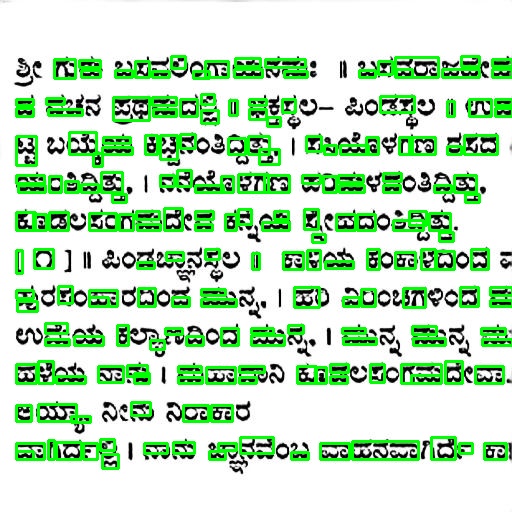 ಶ್ರೀ ಗುರು ಬಸವಲಿಂಗಾಯನಮಃ ॥ ಬಸವರಾಜದೇವ
ದ ವಚನ ಪ್ರಥಮದಲ್ಲಿ ॥ ಭಕ್ತಸ್ಥಲ– ಪಿಂಡಸ್ಥಲ ॥ ಉದ
ಟ್ಟ ಬಯ್ಕೆಯ ಕಿಚ್ಚಿನಂತಿದ್ದಿತ್ತು, । ಸಸಿಯೊಳಗಣ ರಸದ
ಯಂತಿದ್ದಿತ್ತು, । ನನೆಯೊಳಗಣ ಪರಿಮಳದಂತಿದ್ದಿತ್ತು,
ಕೂಡಲಸಂಗಮದೇವ ಕನ್ನೆಯ ಸ್ನೇಹದಂತಿದ್ದಿತ್ತು.
[ ೧ ] ॥ ಪಿಂಡಜ್ಞಾನಸ್ಥಲ ॥ ಕಾಳಿಯ ಕಂಕಾಳದಿಂದ ಮ
ಪುರಸಂಹಾರದಿಂದ ಮುನ್ನ, । ಹರಿ ವಿರಿಂಚಿಗಳಿಂದ ಮ
ಉಮೆಯ ಕಲ್ಯಾಣದಿಂದ ಮುನ್ನ, । ಮುನ್ನ ಮುನ್ನ ಮು
ಹಳೆಯ ನಾನು । ಮಹಾದಾನಿ ಕೂಡಲಸಂಗಮದೇವಾ.
ಅಯ್ಯಾ, ನೀನು ನಿರಾಕಾರ
ವಾಗಿರ್ದಲ್ಲಿ । ನಾನು ಜ್ಞಾನವೆಂಬ ವಾಹನವಾಗಿರ್ದೆ ಕಾ